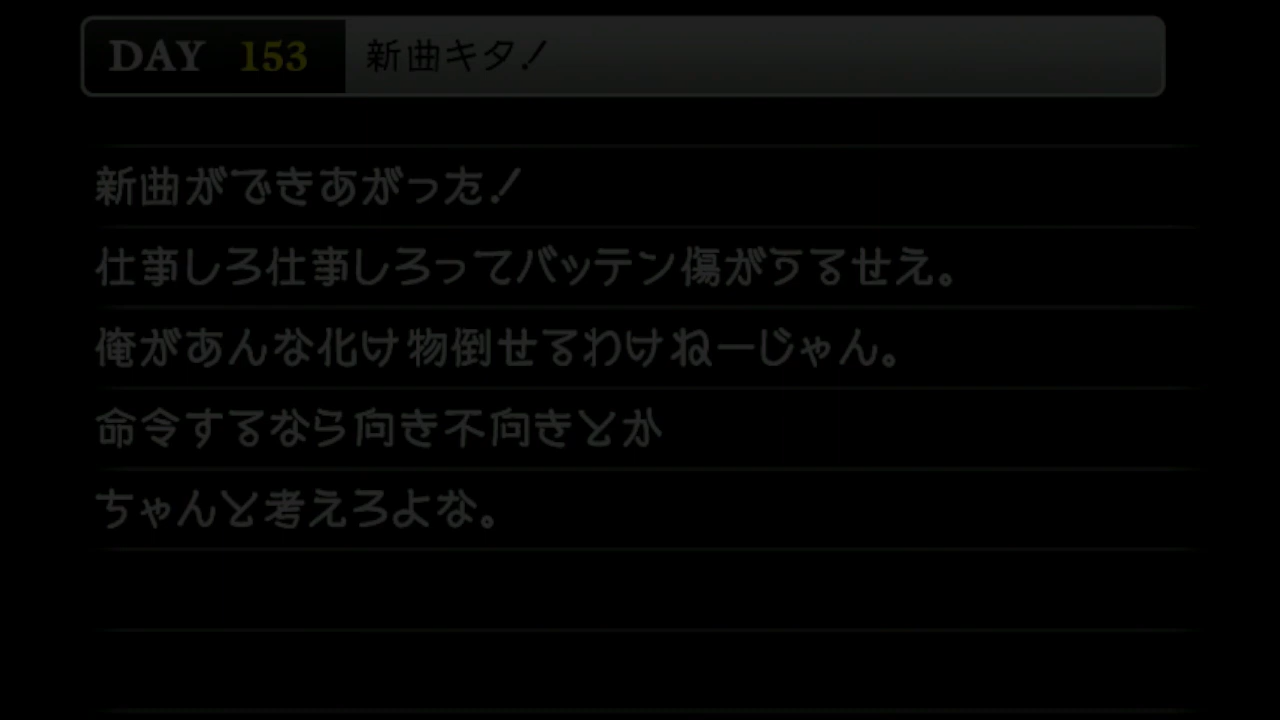 DAY 153 新曲キタ！
新曲ができあがった！
仕事しろ仕事しろってバッテン傷がうるせえ。
俺があんな化け物倒せるわけねーじゃん。
命令するなら向き不向きとか
ちゃんと考えろよな。